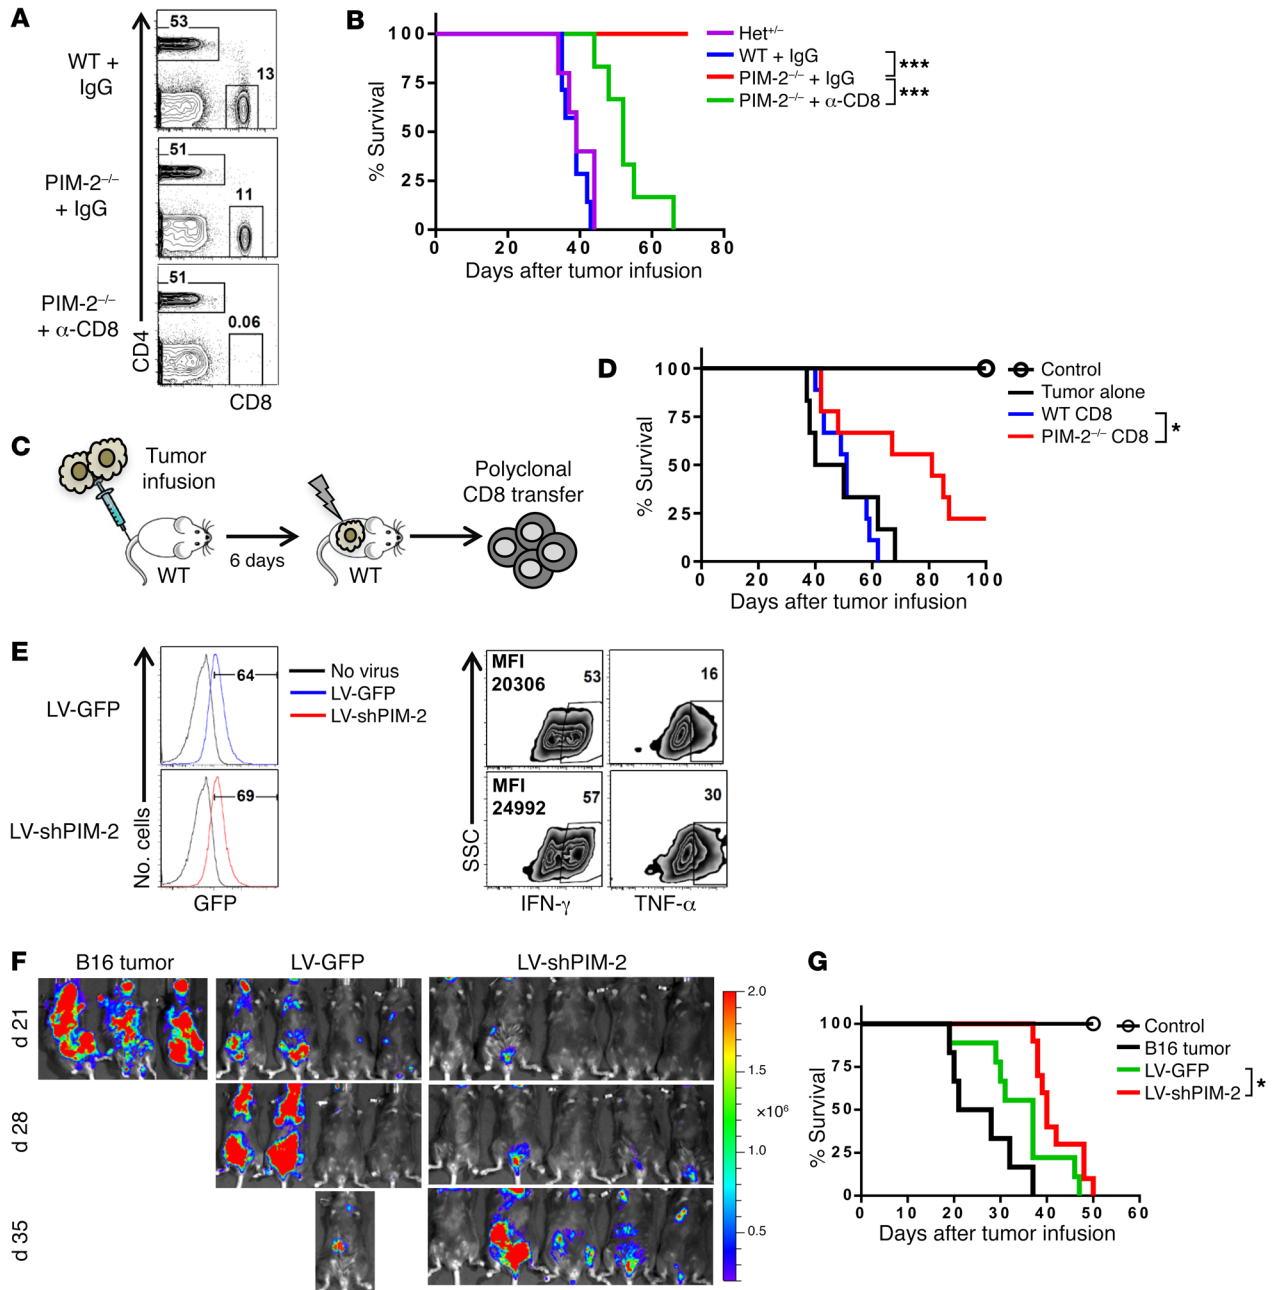 A
WT +
IgG
53
13
PIM-2–/–
+ IgG
51
11
PIM-2–/–
+ α-CD8
51
0.06
CD4
CD8
B
% Survival
100
75
50
25
0
0 20 40 60 80
Days after tumor infusion
Het+/–
WT + IgG
PIM-2–/– + IgG
PIM-2–/– + α-CD8
***
***
C
Tumor
infusion
WT
6 days
WT
Polyclonal
CD8 transfer
D
% Survival
100
75
50
25
0
0 20 40 60 80 100
Days after tumor infusion
Control
Tumor alone
WT CD8
PIM-2–/– CD8
*
E
LV-GFP
64
LV-shPIM-2
69
No. cells
GFP
No virus
LV-GFP
LV-shPIM-2
MFI
20306
53
16
MFI
24992
57
30
SSC
IFN-γ
TNF-α
F
B16 tumor LV-GFP LV-shPIM-2
d 21
d 28
d 35
2.0
1.5
×10⁶
1.0
0.5
G
% Survival
100
75
50
25
0
0 10 20 30 40 50 60
Days after tumor infusion
Control
B16 tumor
LV-GFP
LV-shPIM-2
*